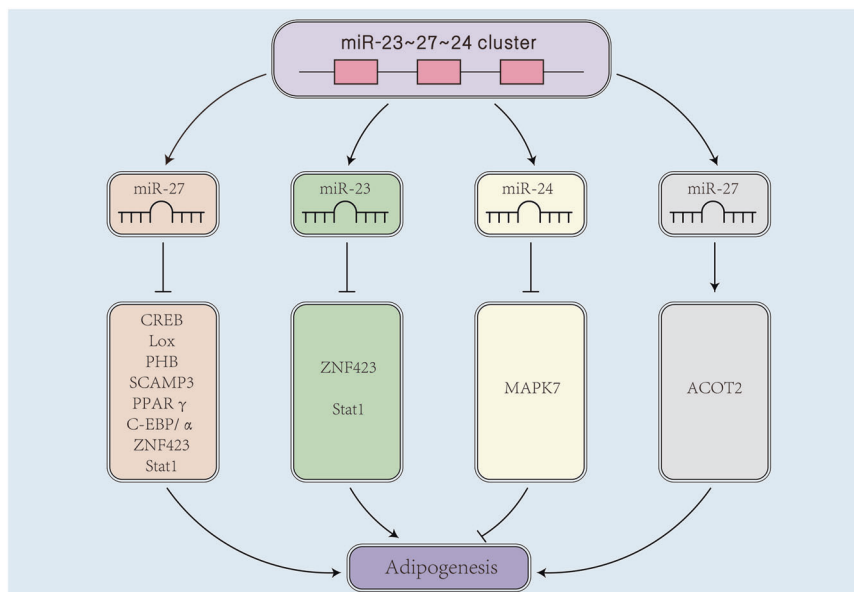 miR-23~27~24 cluster
miR-27
miR-23
miR-24
miR-27
CREB
Lox
PHB
SCAMP3
PPAR γ
C-EBP/ α
ZNF423
Stat1
ZNF423
Stat1
MAPK7
ACOT2
Adipogenesis